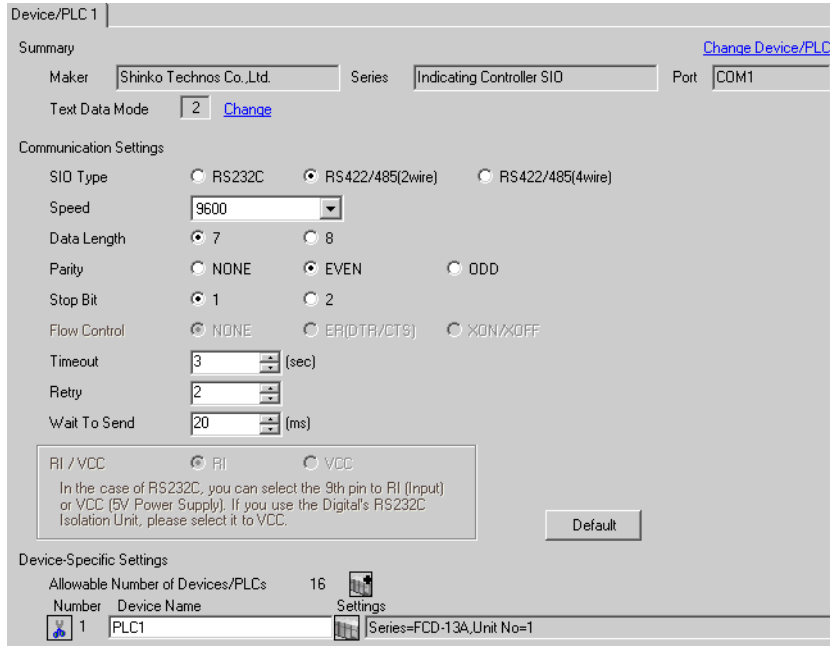 Device/PLC 1
Summary Change Device/PLC
Maker Shinko Technos Co.,Ltd. Series Indicating Controller SIO Port COM1
Text Data Mode 2 Change
Communication Settings
SIO Type RS232C RS422/485(2wire) RS422/485(4wire)
Speed 9600
Data Length 7 8
Parity NONE EVEN ODD
Stop Bit 1 2
Flow Control NONE ER(DTR/CTS) XON/XOFF
Timeout 3 (sec)
Retry 2
Wait To Send 20 (ms)
RI / VCC RI VCC
In the case of RS232C, you can select the 9th pin to RI (Input)
or VCC (5V Power Supply). If you use the Digital's RS232C
Isolation Unit, please select it to VCC.
Default
Device-Specific Settings
Allowable Number of Devices/PLCs 16
Number Device Name Settings
1 PLC1 Series=FCD-13A,Unit No=1